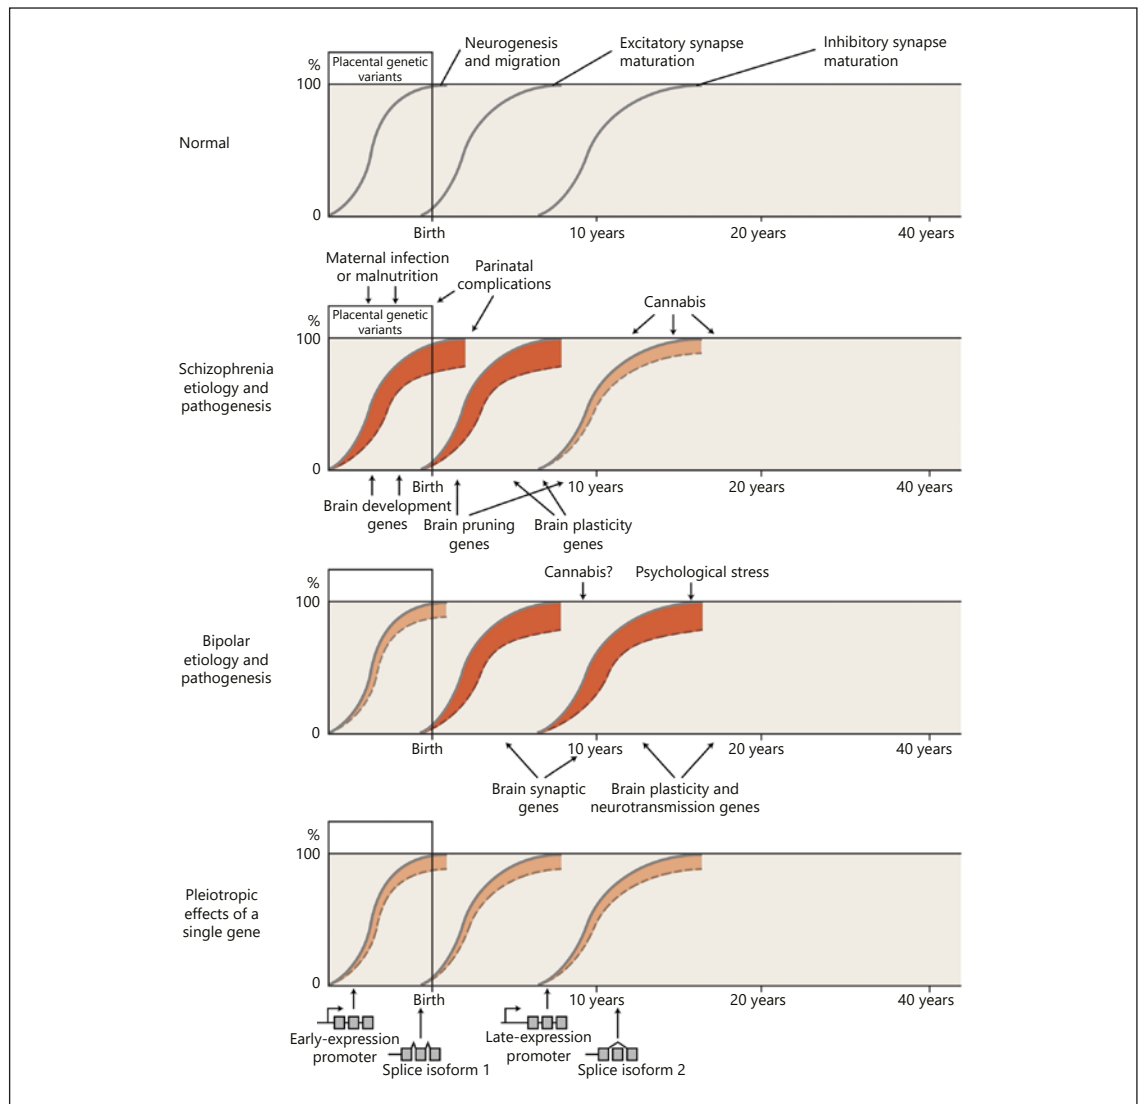 Neurogenesis
and migration
Excitatory synapse
maturation
Inhibitory synapse
maturation
Placental genetic
variants
%
100
Normal
0
Birth
10 years
20 years
40 years
Maternal infection
or malnutrition
Parinatal
complications
Cannabis
Placental genetic
variants
%
100
Schizophrenia
etiology and
pathogenesis
0
Birth
10 years
20 years
40 years
Brain development
genes
Brain pruning
genes
Brain plasticity
genes
Cannabis?
Psychological stress
%
100
Bipolar
etiology and
pathogenesis
0
Birth
10 years
20 years
40 years
Brain synaptic
genes
Brain plasticity and
neurotransmission genes
%
100
Pleiotropic
effects of a
single gene
0
Birth
10 years
20 years
40 years
Early-expression
promoter
Splice isoform 1
Late-expression
promoter
Splice isoform 2